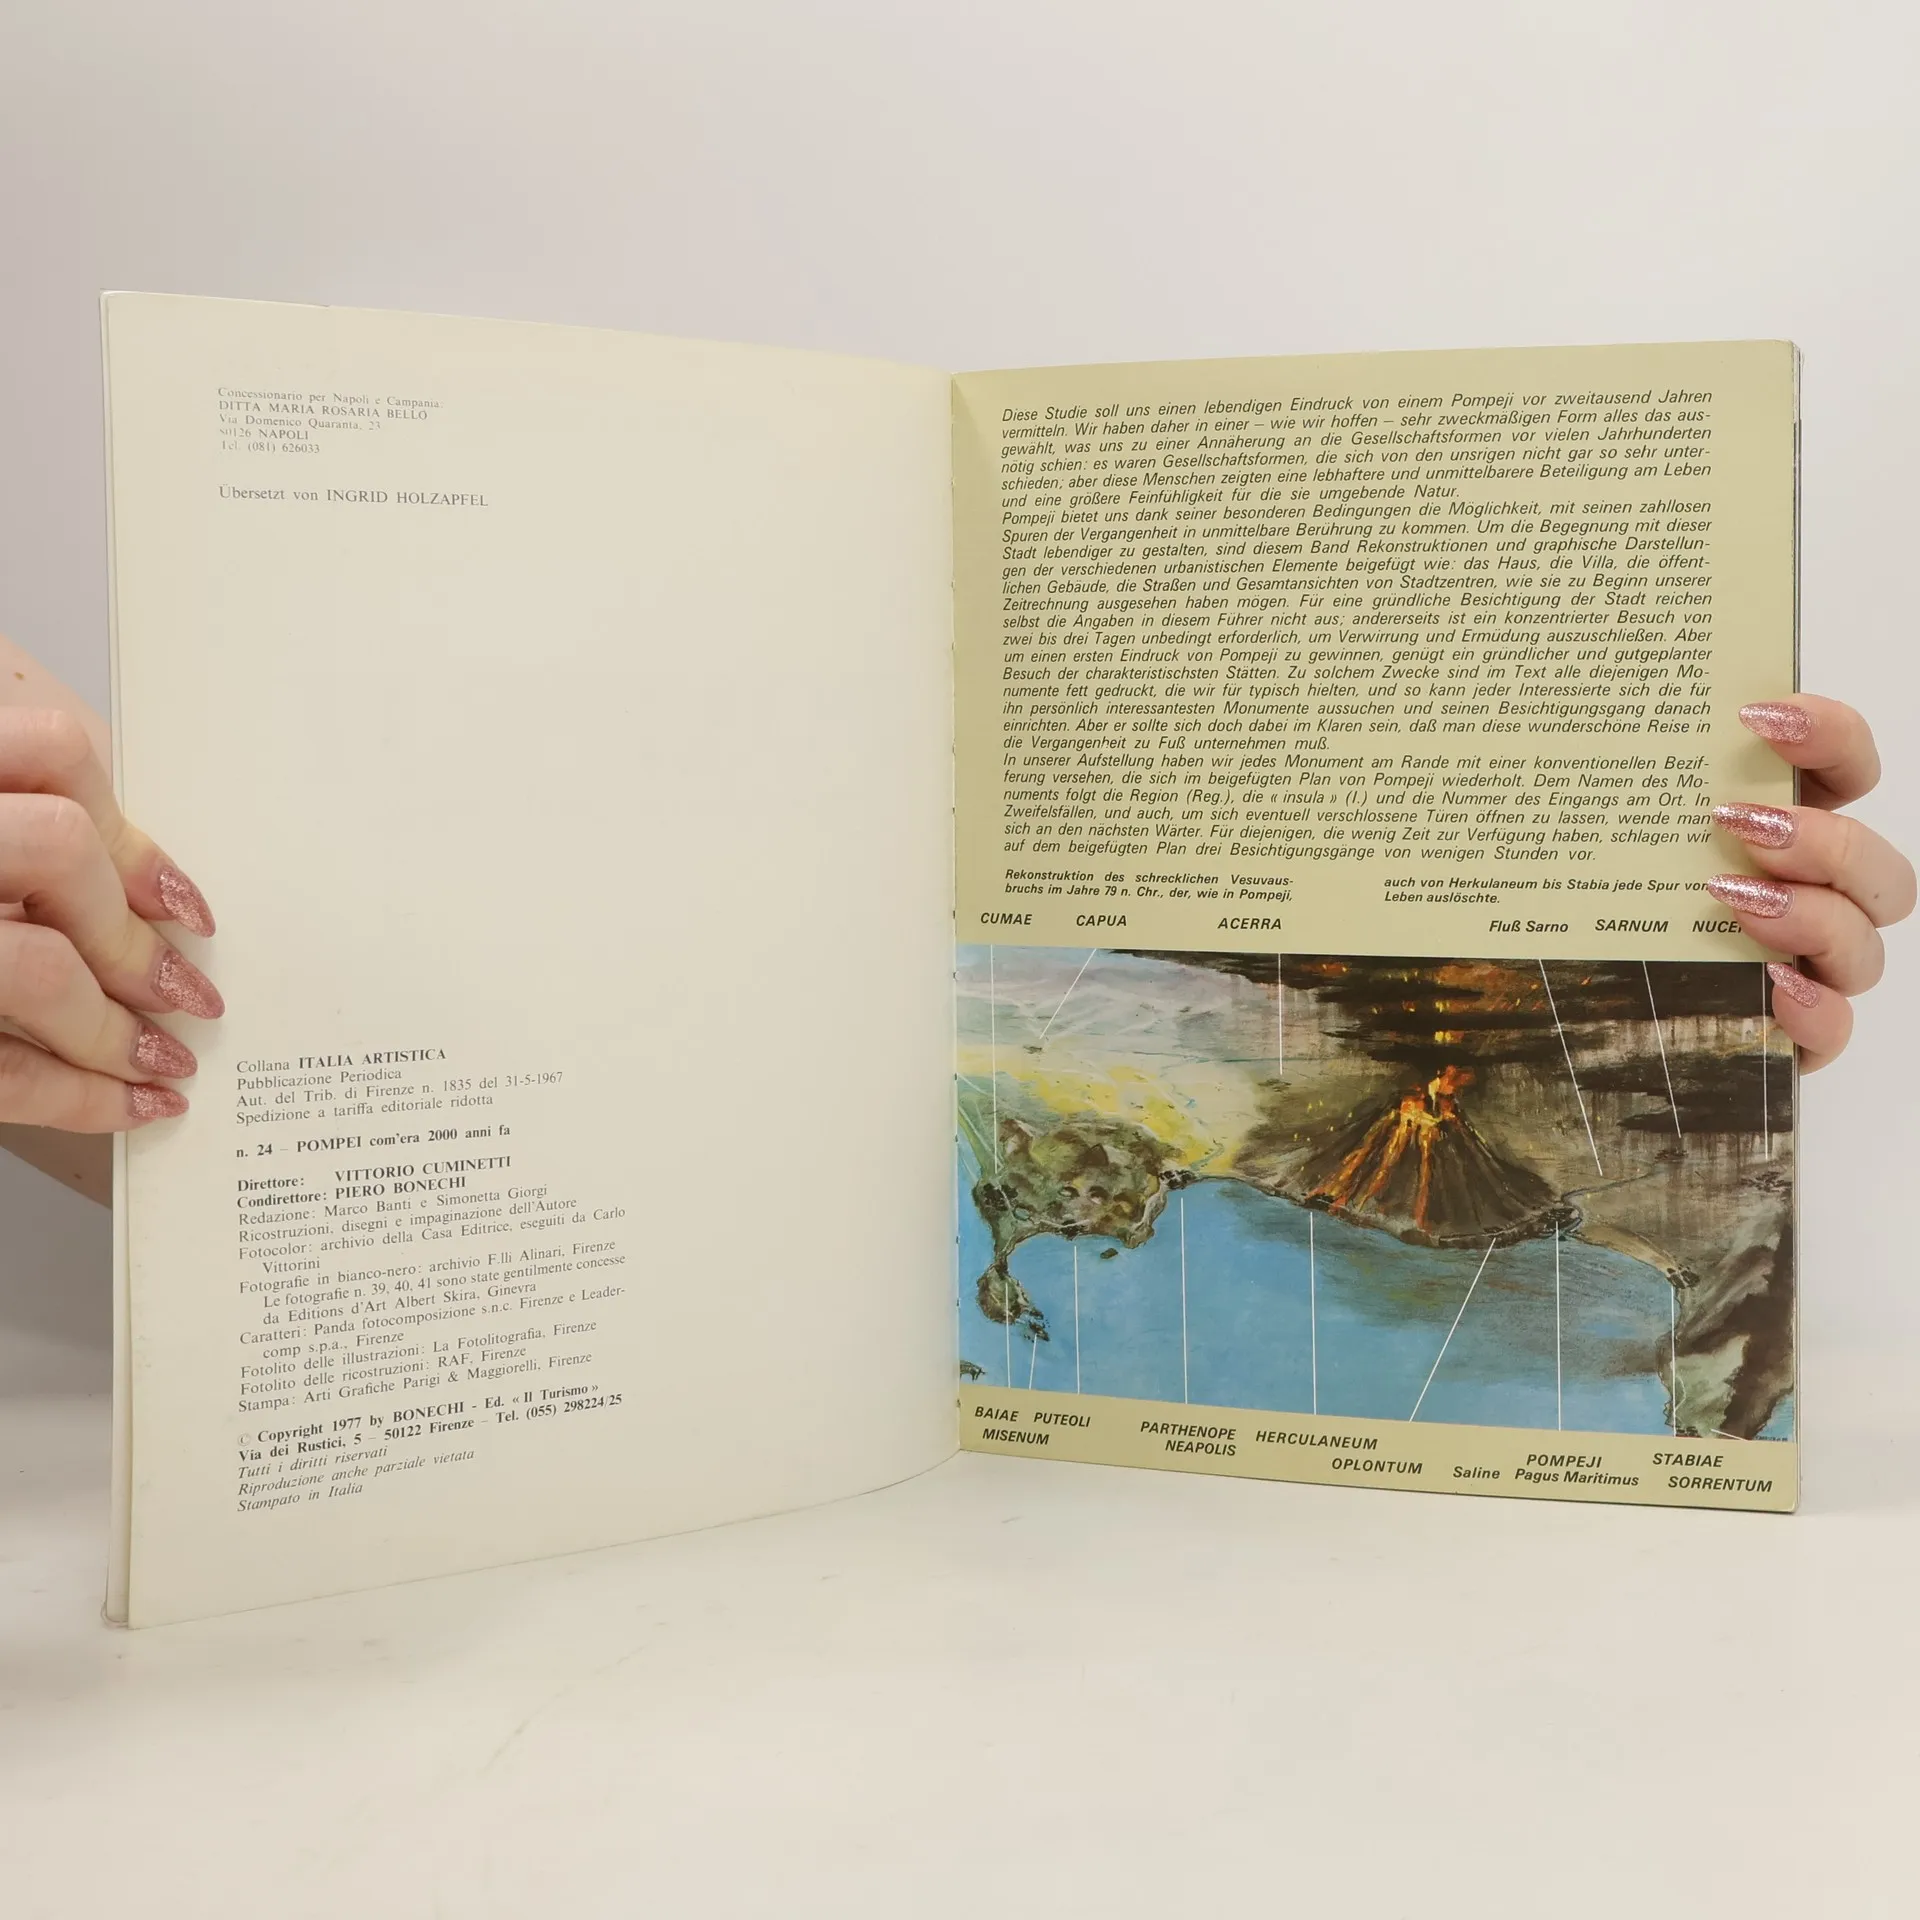 Concessionario per Napoli e Campania:
DITTA MARIA ROSARIA BELLO
Via Domenico Quaranta, 23
80126 NAPOLI
Tel. (081) 626033
Übersetzt von INGRID HOLZAPFEL
Collana ITALIA ARTISTICA
Pubblicazione Periodica
Aut. del Trib. di Firenze n. 1835 del 31-5-1967
Spedizione a tariffa editoriale ridotta
n. 24 – POMPEI com'era 2000 anni fa
Direttore: VITTORIO CUMINETTI
Condirettore: PIERO BONECHI
Redazione: Marco Banti e Simonetta Giorgi
Ricostruzioni, disegni e impaginazione dell'Autore
Fotocolor: archivio della Casa Editrice, eseguiti da Carlo
Vittorini
Fotografie in bianco-nero: archivio F.lli Alinari, Firenze
Le fotografie n. 39, 40, 41 sono state gentilmente concesse
da Editions d'Art Albert Skira, Ginevra
Caratteri: Panda fotocomposizione s.n.c. Firenze e Leader-
comp s.p.a., Firenze
Fotolito delle illustrazioni: La Fotolitografia, Firenze
Fotolito delle ricostruzioni: RAF, Firenze
Stampa: Arti Grafiche Parigi & Maggiorelli, Firenze
© Copyright 1977 by BONECHI - Ed. « Il Turismo »
Via dei Rustici, 5 – 50122 Firenze – Tel. (055) 298224/25
Tutti i diritti riservati
Riproduzione anche parziale vietata
Stampato in Italia
Diese Studie soll uns einen lebendigen Eindruck von einem Pompeji vor zweitausend Jahren
vermitteln. Wir haben daher in einer – wie wir hoffen – sehr zweckmäßigen Form alles das aus-
gewählt, was uns zu einer Annäherung an die Gesellschaftsformen vor vielen Jahrhunderten
nötig schien: es waren Gesellschaftsformen, die sich von den unsrigen nicht gar so sehr unter-
schieden; aber diese Menschen zeigten eine lebhaftere und unmittelbarere Beteiligung am Leben
und eine größere Feinfühligkeit für die sie umgebende Natur.
Pompeji bietet uns dank seiner besonderen Bedingungen die Möglichkeit, mit seinen zahllosen
Spuren der Vergangenheit in unmittelbare Berührung zu kommen. Um die Begegnung mit dieser
Stadt lebendiger zu gestalten, sind diesem Band Rekonstruktionen und graphische Darstellun-
gen der verschiedenen urbanistischen Elemente beigefügt wie: das Haus, die Villa, die öffent-
lichen Gebäude, die Straßen und Gesamtansichten von Stadtzentren, wie sie zu Beginn unserer
Zeitrechnung ausgesehen haben mögen. Für eine gründliche Besichtigung der Stadt reichen
selbst die Angaben in diesem Führer nicht aus; andererseits ist ein konzentrierter Besuch von
zwei bis drei Tagen unbedingt erforderlich, um Verwirrung und Ermüdung auszuschließen. Aber
um einen ersten Eindruck von Pompeji zu gewinnen, genügt ein gründlicher und gutgeplanter
Besuch der charakteristischsten Stätten. Zu solchem Zwecke sind im Text alle diejenigen Mo-
numente fett gedruckt, die wir für typisch hielten, und so kann jeder Interessierte sich die für
ihn persönlich interessantesten Monumente aussuchen und seinen Besichtigungsgang danach
einrichten. Aber er sollte sich doch dabei im Klaren sein, daß man diese wunderschöne Reise in
die Vergangenheit zu Fuß unternehmen muß.
In unserer Aufstellung haben wir jedes Monument am Rande mit einer konventionellen Bezif-
ferung versehen, die sich im beigefügten Plan von Pompeji wiederholt. Dem Namen des Mo-
numents folgt die Region (Reg.), die « insula » (I.) und die Nummer des Eingangs am Ort. In
Zweifelsfällen, und auch, um sich eventuell verschlossene Türen öffnen zu lassen, wende man
sich an den nächsten Wärter. Für diejenigen, die wenig Zeit zur Verfügung haben, schlagen wir
auf dem beigefügten Plan drei Besichtigungsgänge von wenigen Stunden vor.
Rekonstruktion des schrecklichen Vesuvaus-
bruchs im Jahre 79 n. Chr., der, wie in Pompeji,
auch von Herkulaneum bis Stabia jede Spur von
Leben auslöschte.
CUMAE CAPUA ACERRA Fluß Sarno SARNUM NUCE
BAIAE PUTEOLI
MISENUM
PARTHENOPE
NEAPOLIS
HERCULANEUM
OPLONTUM
Saline
POMPEJI
Pagus Maritimus
STABIAE
SORRENTUM